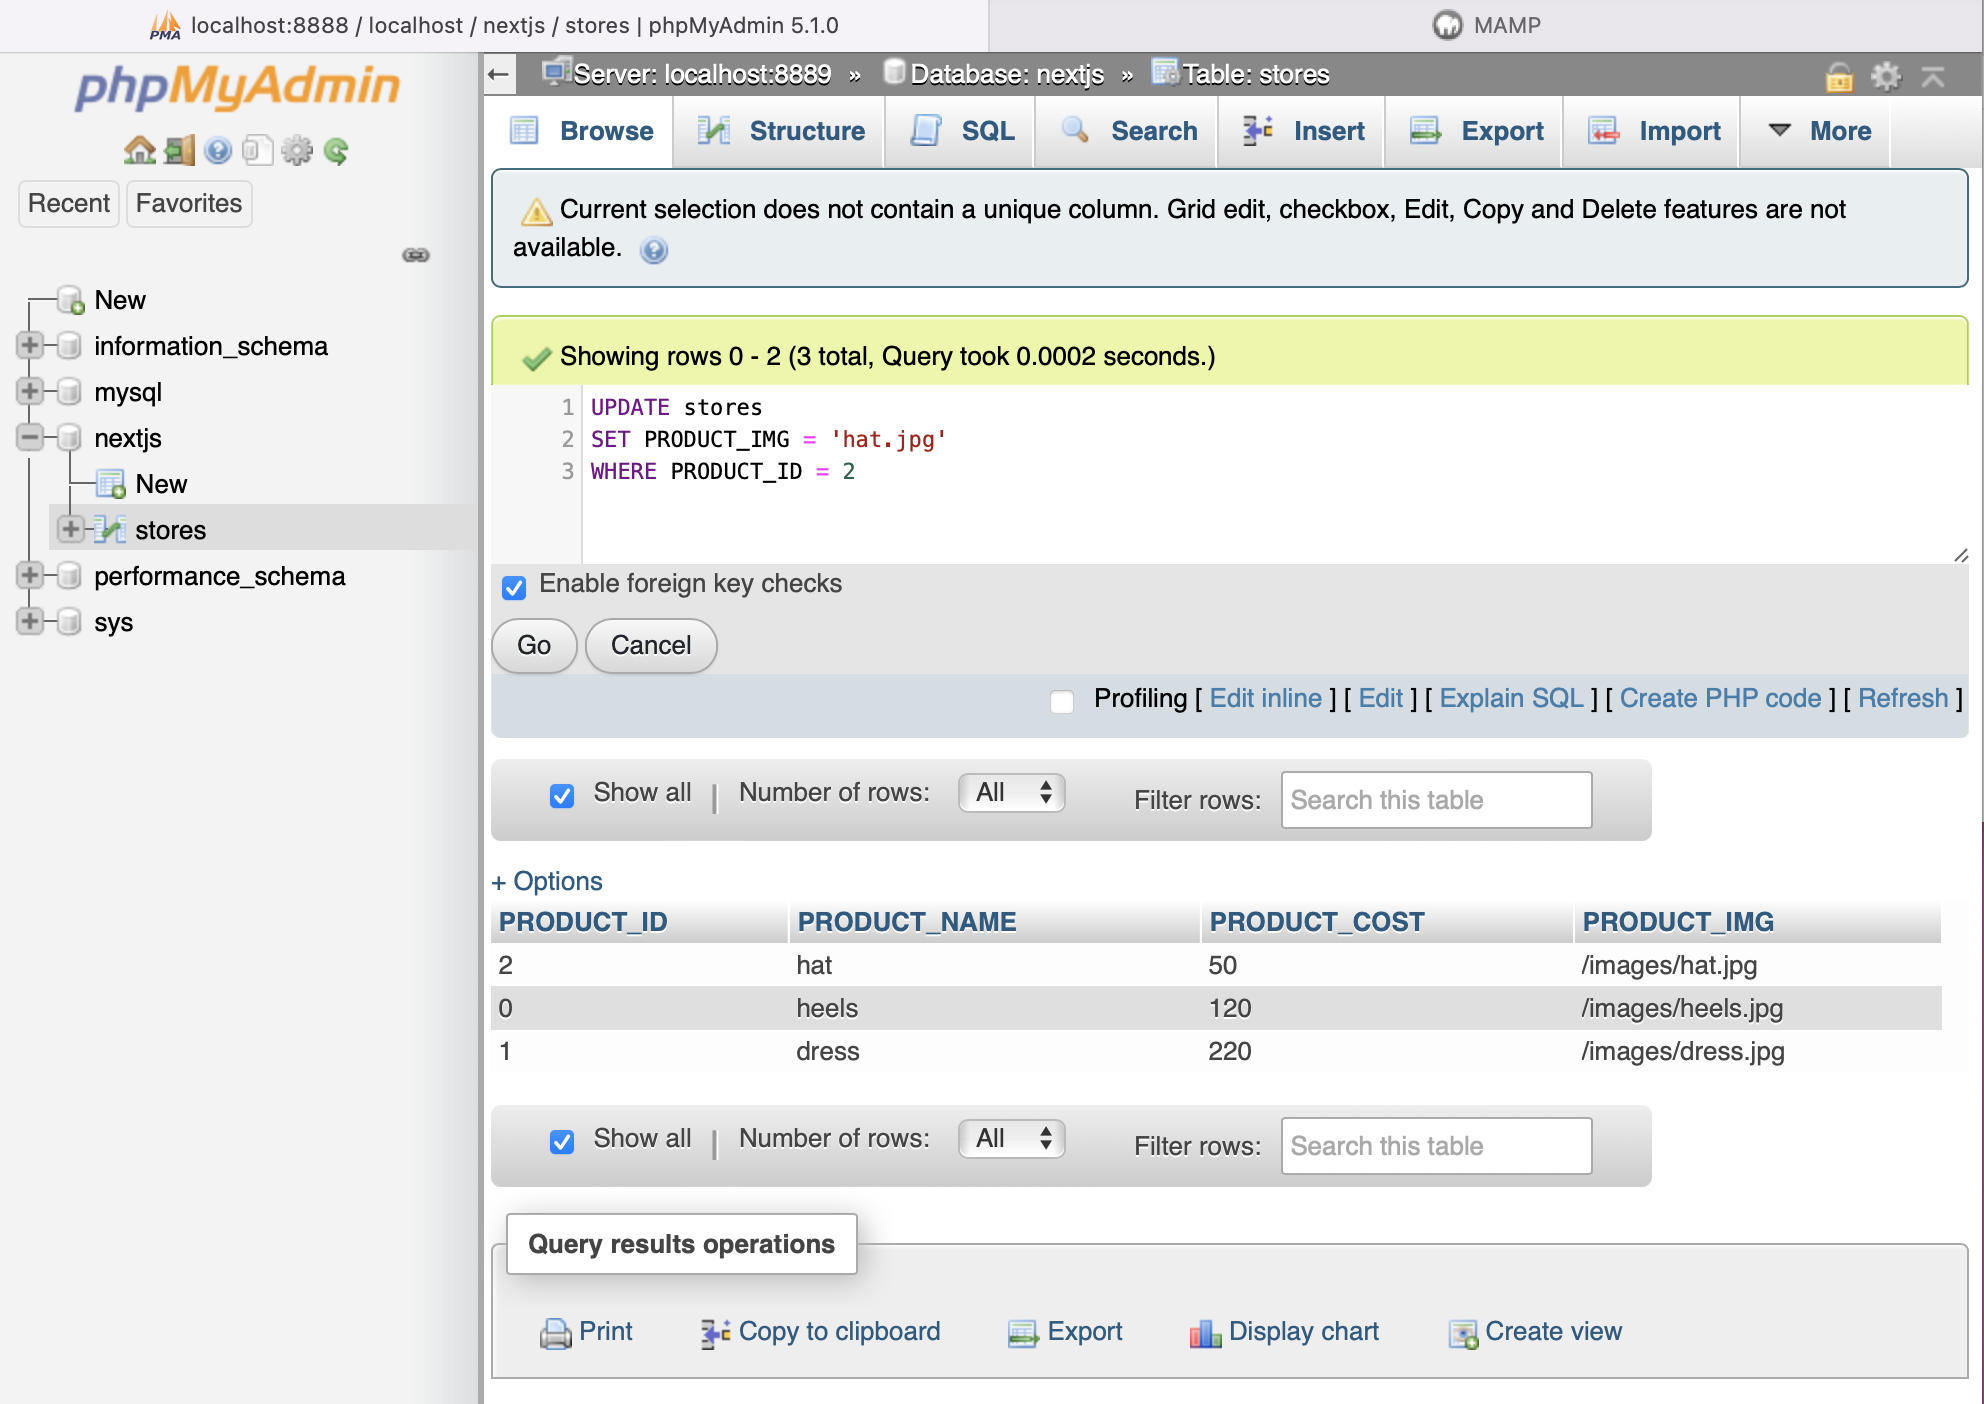 localhost:8888 / localhost / nextjs / stores | phpMyAdmin 5.1.0
MAMP
phpMyAdmin
Recent
Favorites
New
information_schema
mysql
nextjs
New
stores
performance_schema
sys
Server: localhost:8889 » Database: nextjs » Table: stores
Browse
Structure
SQL
Search
Insert
Export
Import
More
Current selection does not contain a unique column. Grid edit, checkbox, Edit, Copy and Delete features are not
available.
Showing rows 0 - 2 (3 total, Query took 0.0002 seconds.)
1 UPDATE stores
2 SET PRODUCT_IMG = 'hat.jpg'
3 WHERE PRODUCT_ID = 2
Enable foreign key checks
Go
Cancel
Profiling [ Edit inline ] [ Edit ] [ Explain SQL ] [ Create PHP code ] [ Refresh ]
Show all | Number of rows: All Filter rows: Search this table
+ Options
PRODUCT_ID PRODUCT_NAME PRODUCT_COST PRODUCT_IMG
2 hat 50 /images/hat.jpg
0 heels 120 /images/heels.jpg
1 dress 220 /images/dress.jpg
Show all | Number of rows: All Filter rows: Search this table
Query results operations
Print
Copy to clipboard
Export
Display chart
Create view